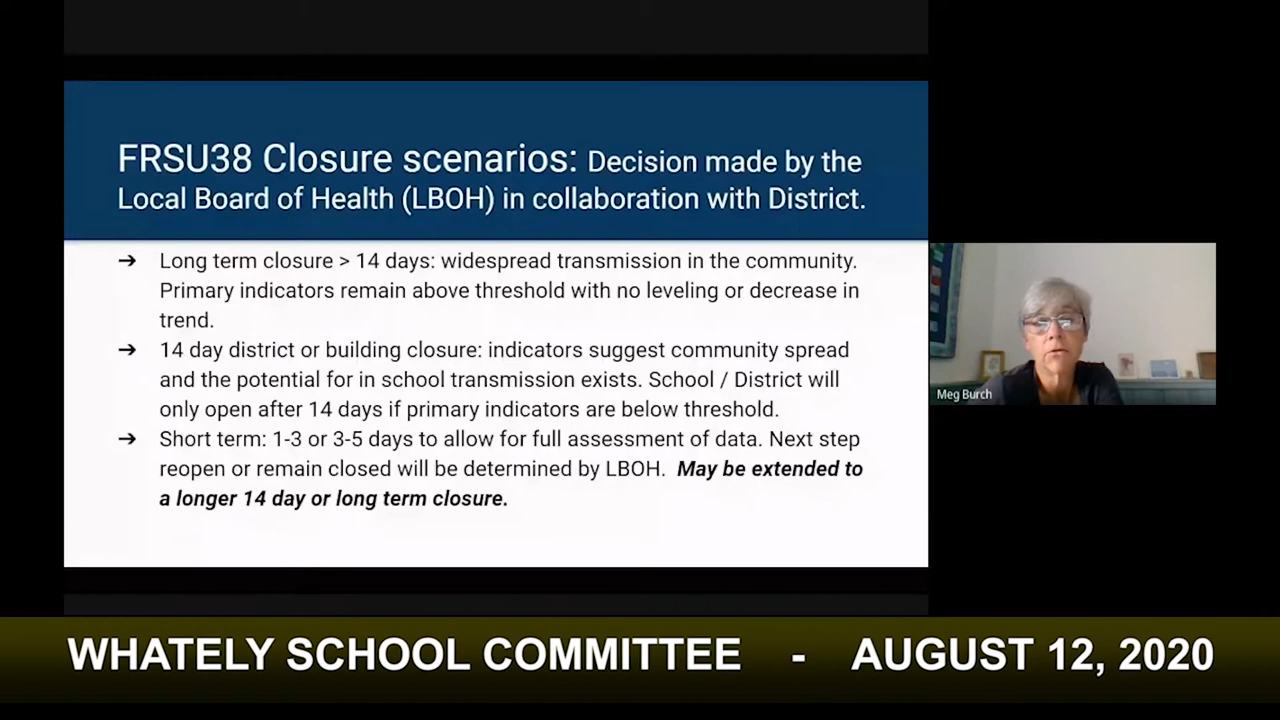 FRSU38 Closure scenarios: Decision made by the
Local Board of Health (LBOH) in collaboration with District.
➔ Long term closure > 14 days: widespread transmission in the community.
Primary indicators remain above threshold with no leveling or decrease in
trend.
➔ 14 day district or building closure: indicators suggest community spread
and the potential for in school transmission exists. School / District will
only open after 14 days if primary indicators are below threshold.
➔ Short term: 1-3 or 3-5 days to allow for full assessment of data. Next step
reopen or remain closed will be determined by LBOH. May be extended to
a longer 14 day or long term closure.
Meg Burch
WHATELY SCHOOL COMMITTEE - AUGUST 12, 2020